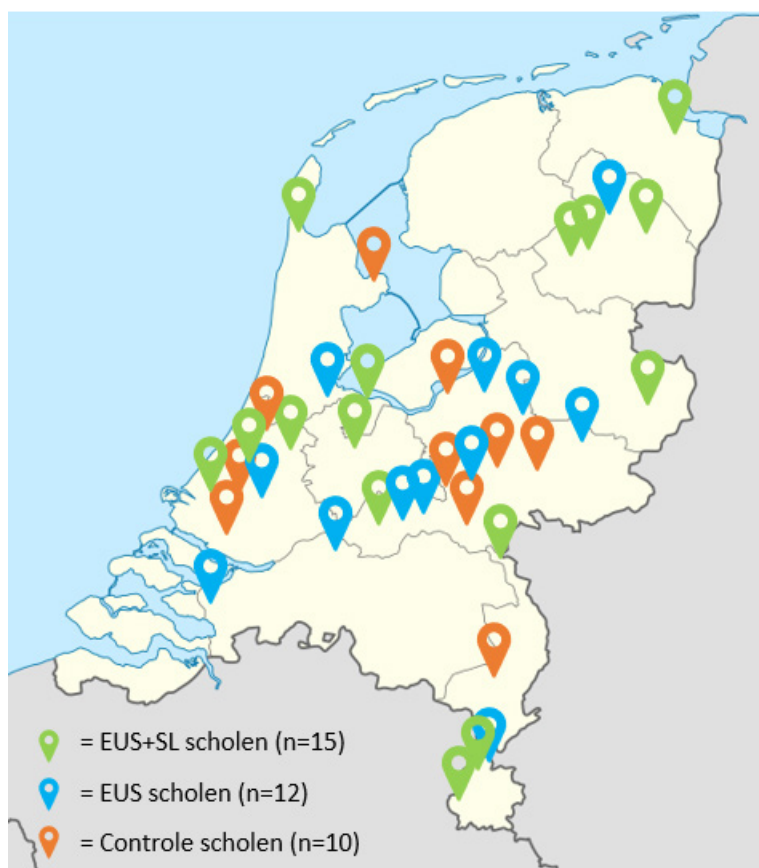 = EUS+SL scholen (n=15)
= EUS scholen (n=12)
= Controle scholen (n=10)